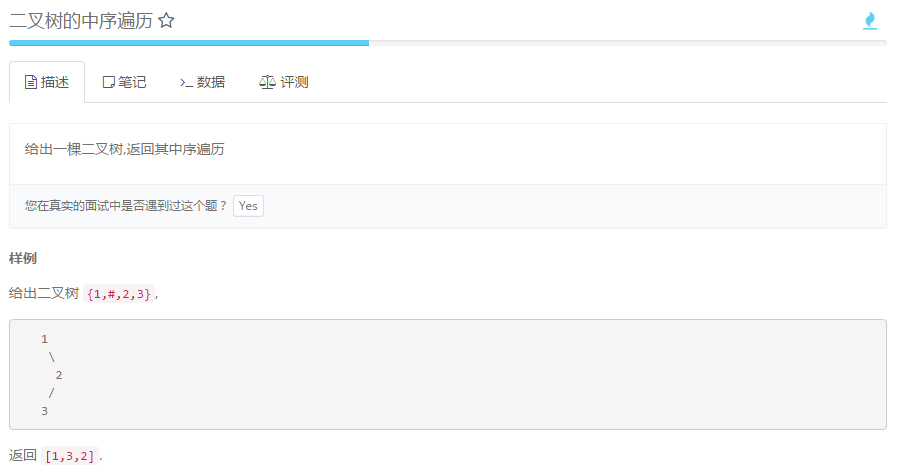 二叉树的中序遍历
描述 笔记 数据 评测
给出一棵二叉树,返回其中序遍历
您在真实的面试中是否遇到过这个题？ Yes
样例
给出二叉树 {1,#,2,3},
1
\
2
/
3
返回 [1,3,2].